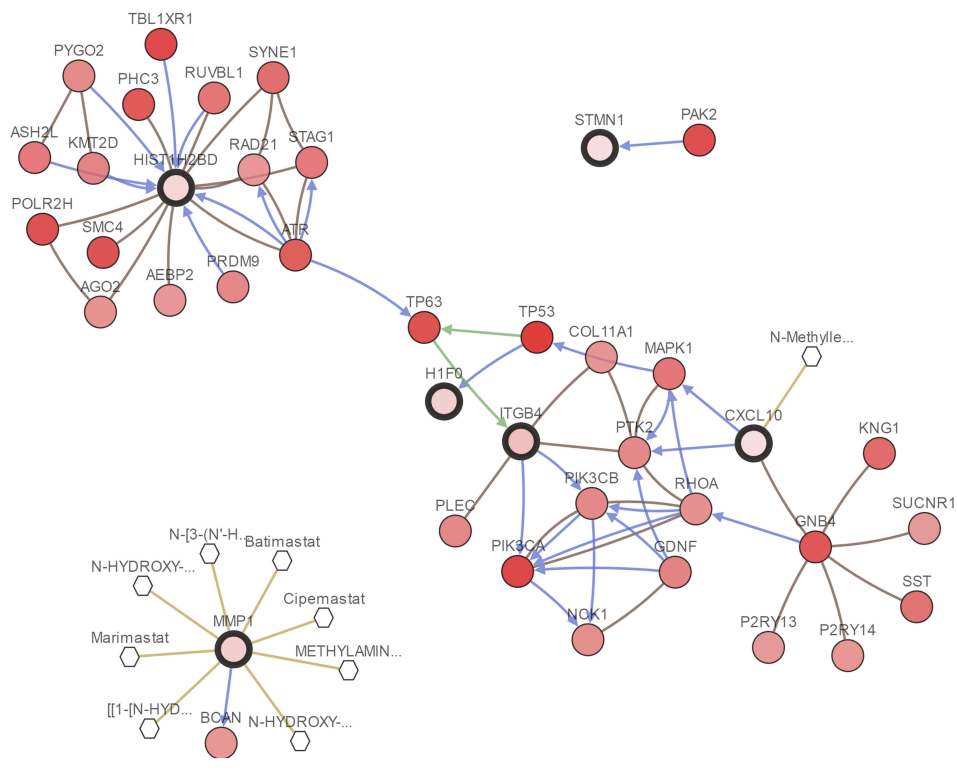 TBL1XR1
PYGO2
SYNE1
PHC3
RUVBL1
STMN1
PAK2
ASH2L
KMT2D
HIST1H2BD
RAD21
STAG1
POLR2H
SMC4
ATR
AGO2
AEBP2
PRDM9
TP63
TP53
COL11A1
MAPK1
N-Methylle...
H1F0
ITGB4
PTK2
CXCL10
KNG1
PLEC
PIK3CB
RHOA
SUCNR1
GNB4
PIK3CA
GDNF
SST
NOK1
P2RY13
P2RY14
N-[3-(N'-H...
Batimastat
N-HYDROXY-...
Cipemastat
MMP1
Marimastat
METHYLAMIN...
[[1-[N-HYD...
BCAN
N-HYDROXY-...